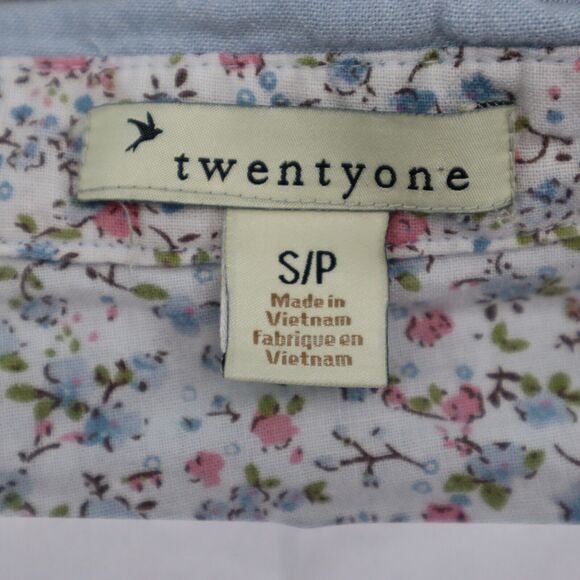 twentyone
S/P
Made in
Vietnam
Fabrique en
Vietnam